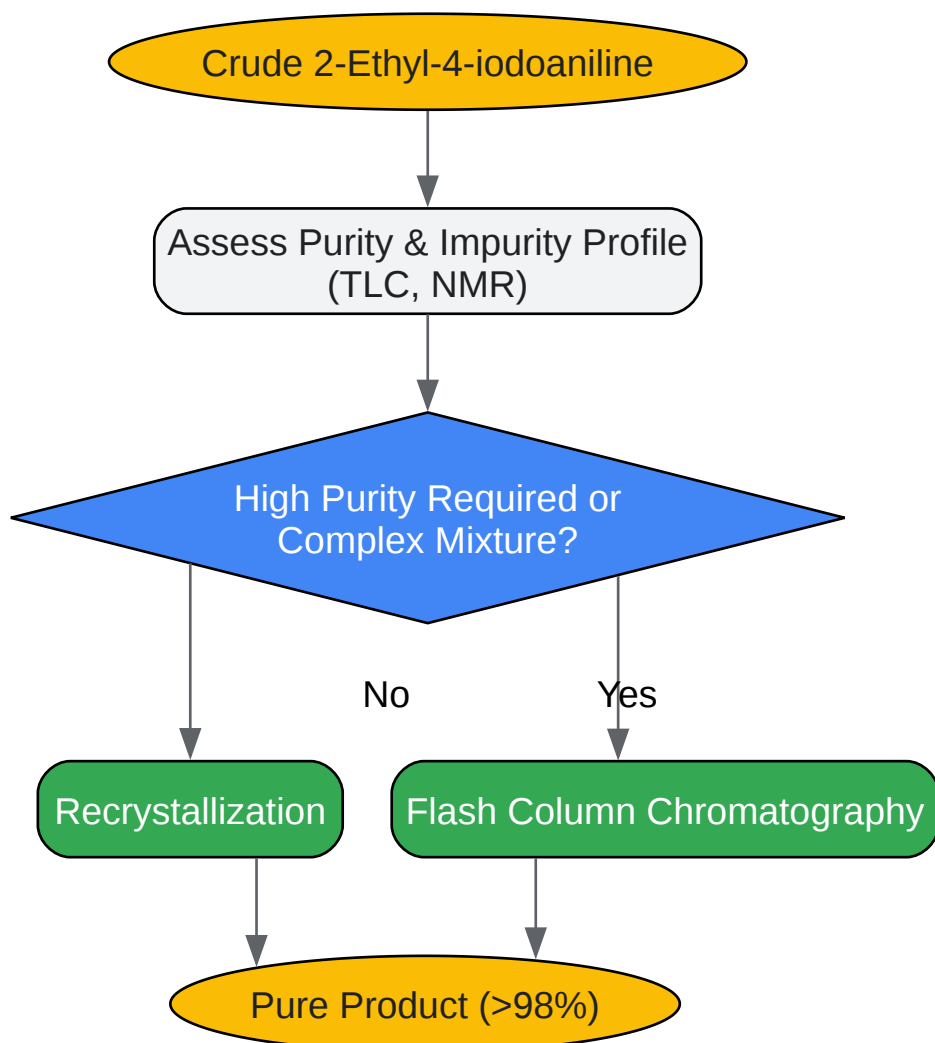 Crude 2-Ethyl-4-iodoaniline
Assess Purity & Impurity Profile
(TLC, NMR)
High Purity Required or
Complex Mixture?
No
Yes
Recrystallization
Flash Column Chromatography
Pure Product (>98%)